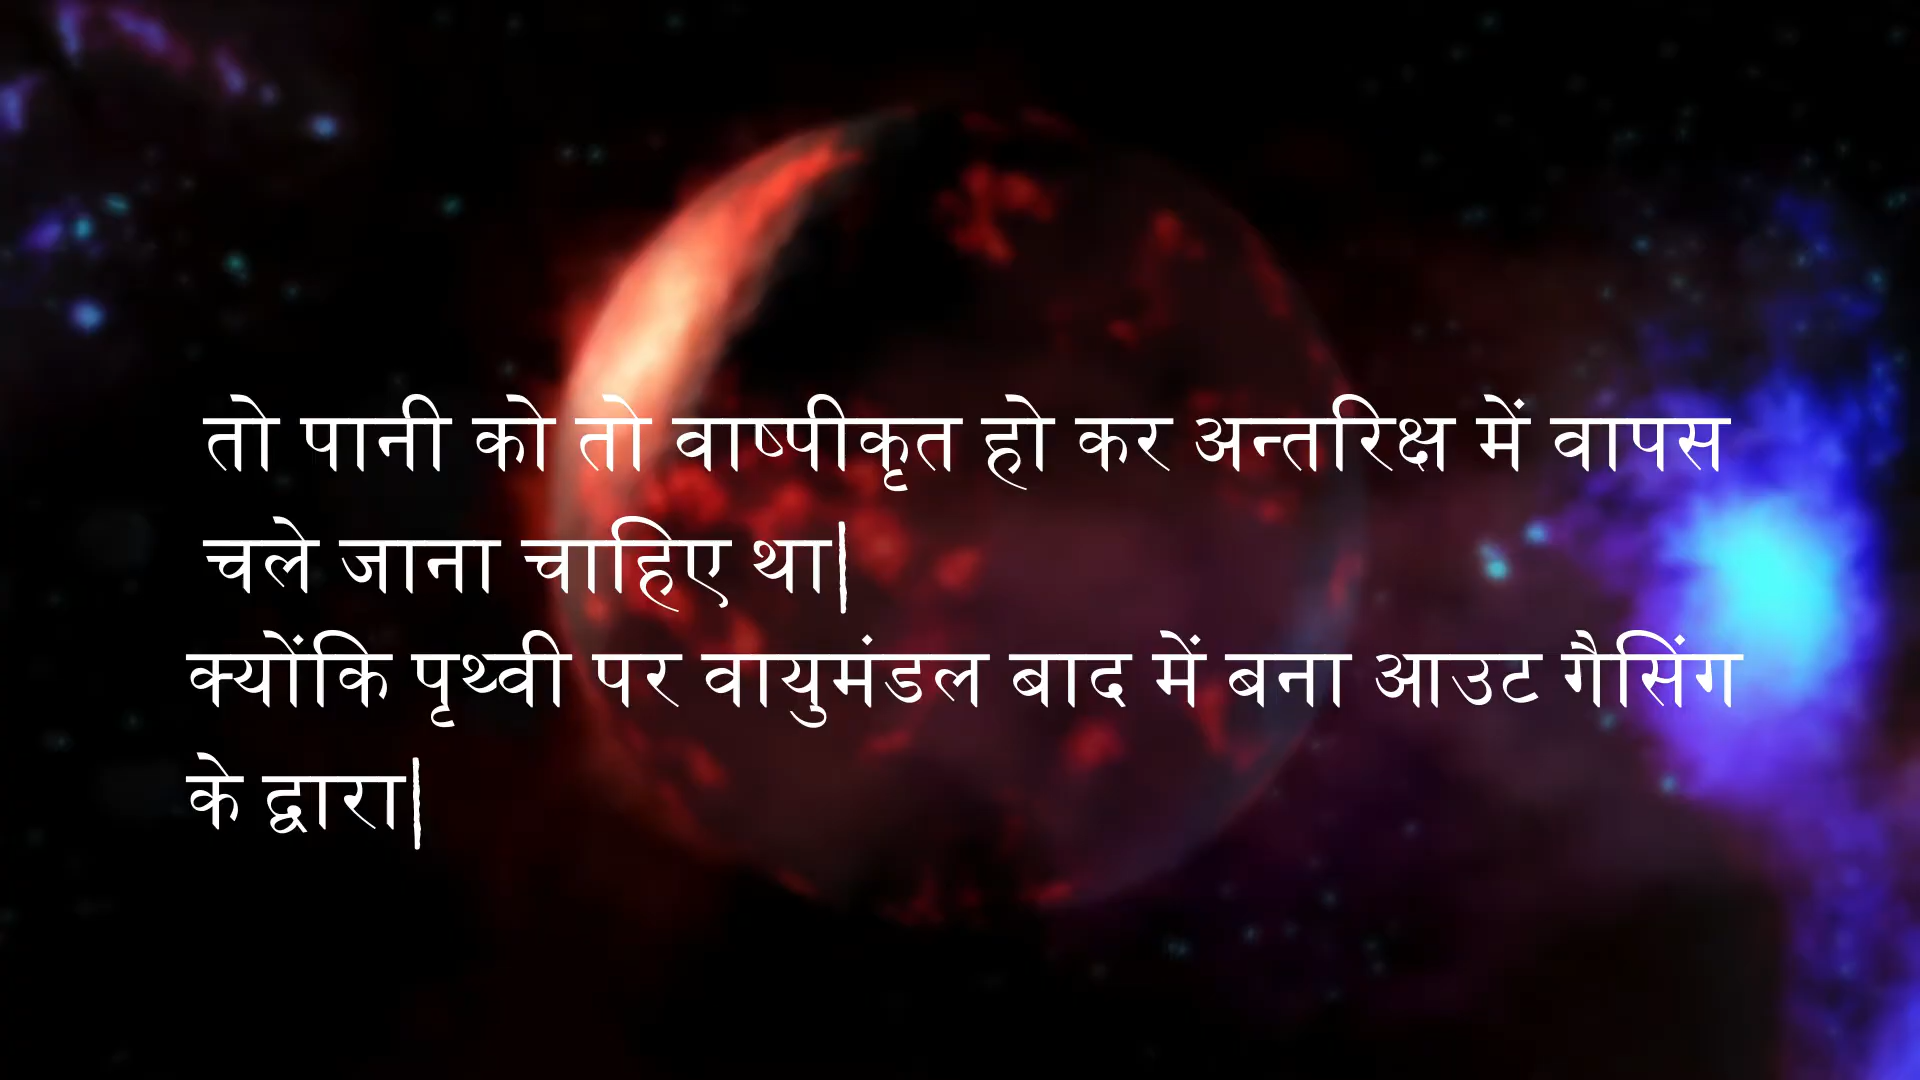 तो पानी को तो वाष्पीकृत हो कर अन्तरिक्ष में वापस
चले जाना चाहिए था|
क्योंकि पृथ्वी पर वायुमंडल बाद में बना आउट गैसिंग
के द्वारा|